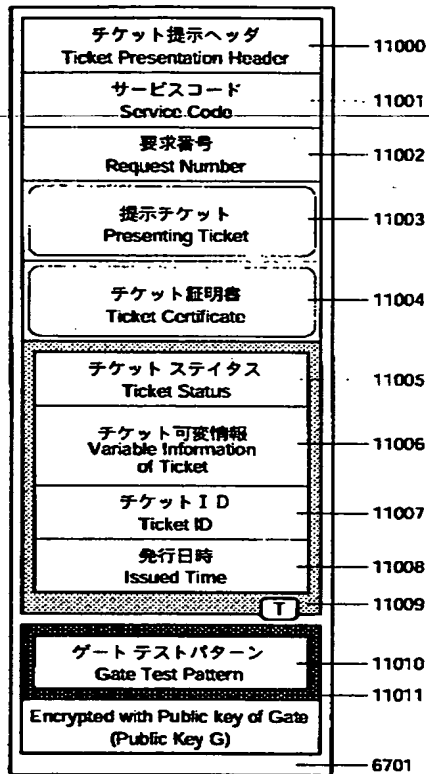 チケット提示ヘッダ
Ticket Presentation Header
11000
サービスコード
Service Code
11001
要求番号
Request Number
11002
提示チケット
Presenting Ticket
11003
チケット証明書
Ticket Certificate
11004
チケット ステイタス
Ticket Status
11005
チケット可変情報
Variable Information
of Ticket
11006
チケットID
Ticket ID
11007
発行日時
Issued Time
11008
T
11009
ゲート テストパターン
Gate Test Pattern
11010
11011
Encrypted with Public key of Gate
(Public Key G)
6701